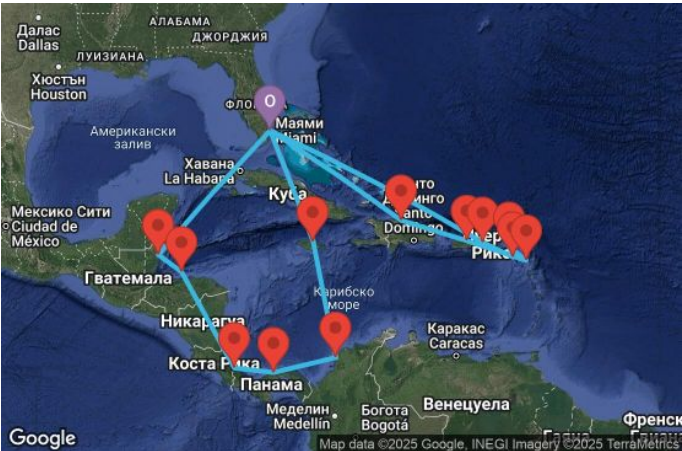 Далас
Dallas
АЛАБАМА
ДЖОРДЖИЯ
ЛУИЗИАНА
Хюстън
Houston
O
Маями
Miami
Американски
залив
Хавана
La Habana
Куба
Мексико Сити
Ciudad de
México
Domingo
Гватемала
Карибско
море
Никарагуа
Каракас
Caracas
Коста Рика
Панама
Венецуела
Меделин
Medellín
Богота
Bogotá
Google
Map data ©2025 Google, INEGI Imagery ©2025 TerraMetrics